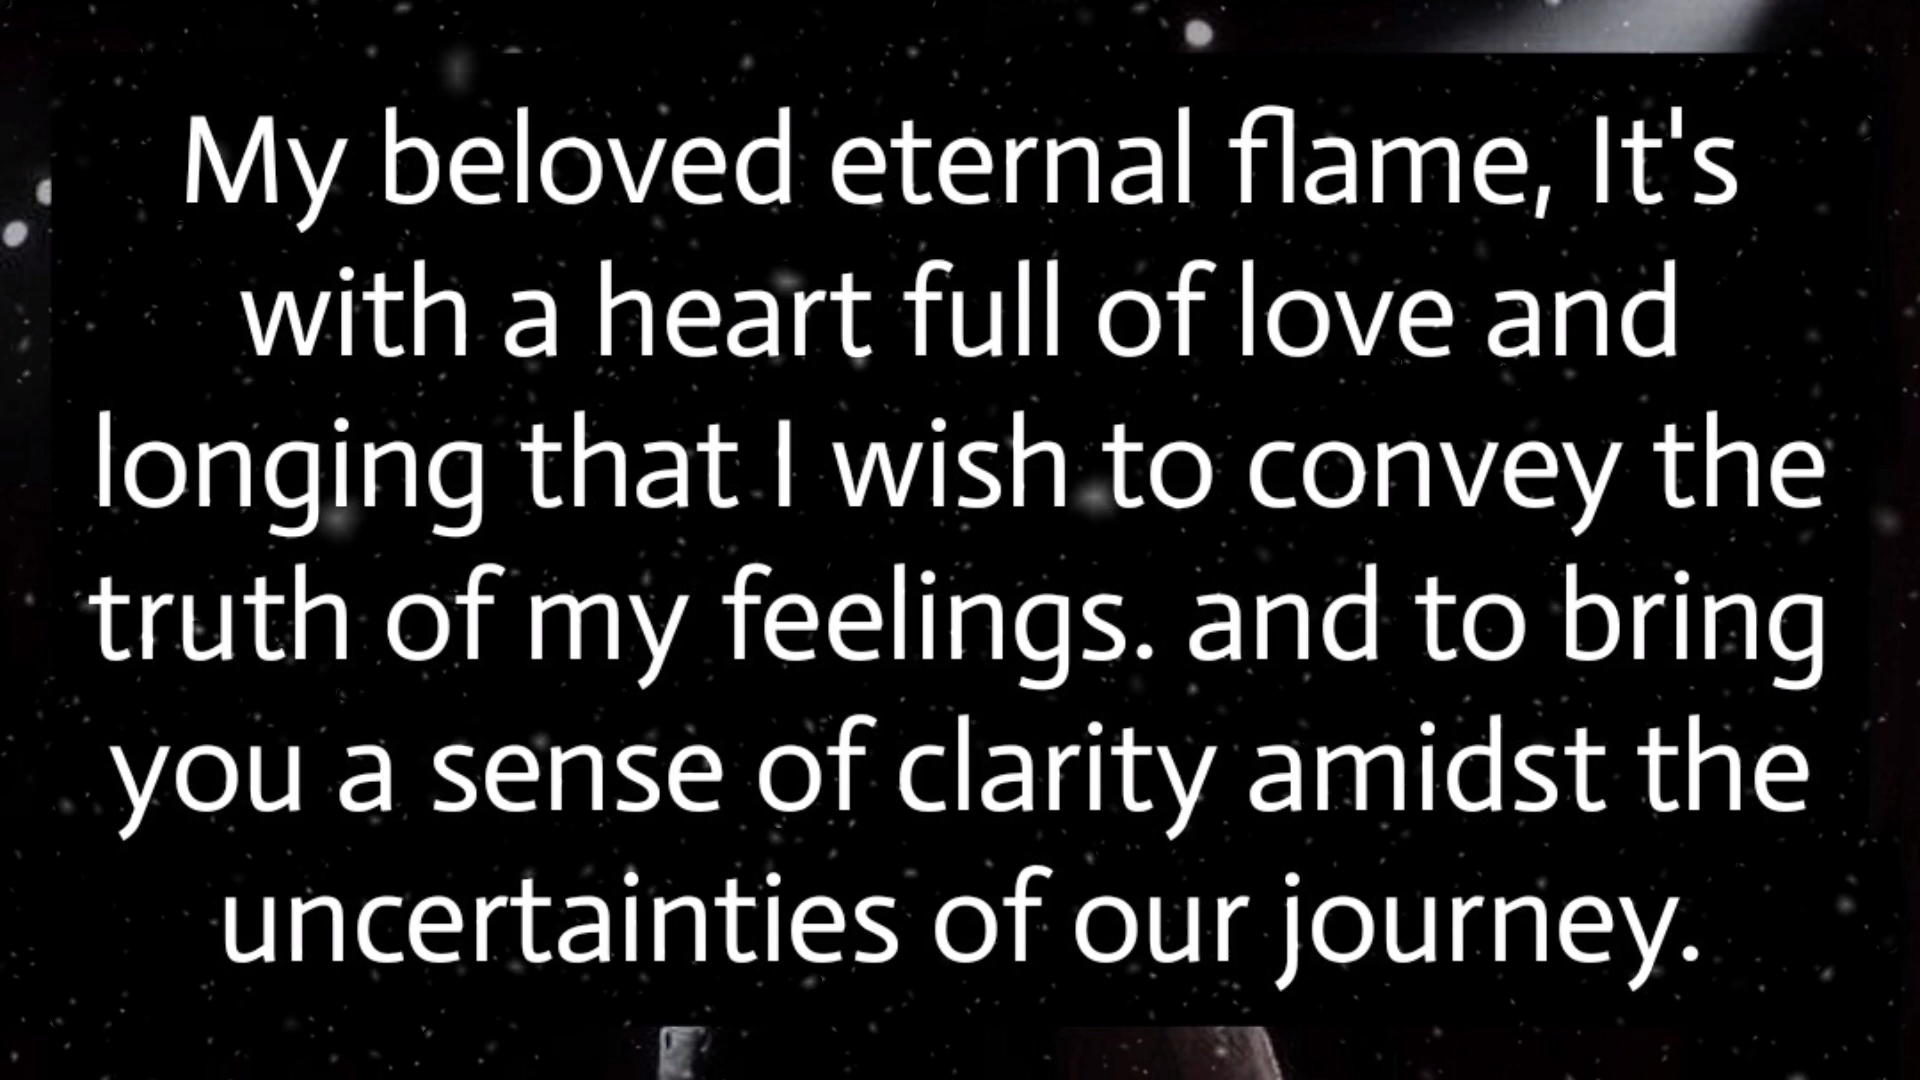 My beloved eternal flame, It's
with a heart full of love and
longing that I wish to convey the
truth of my feelings. and to bring
you a sense of clarity amidst the
uncertainties of our journey.